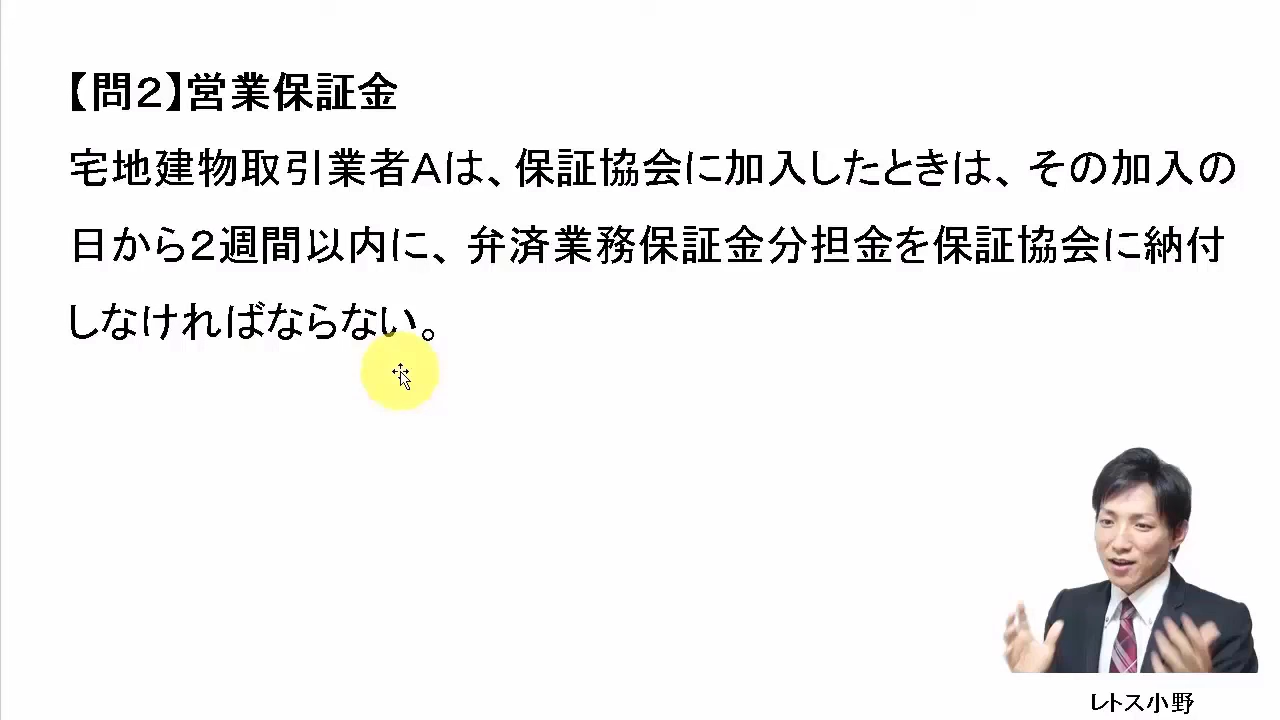 【問２】営業保証金
宅地建物取引業者Ａは、保証協会に加入したときは、その加入の
日から２週間以内に、弁済業務保証金分担金を保証協会に納付
しなければならない。
レトス小野